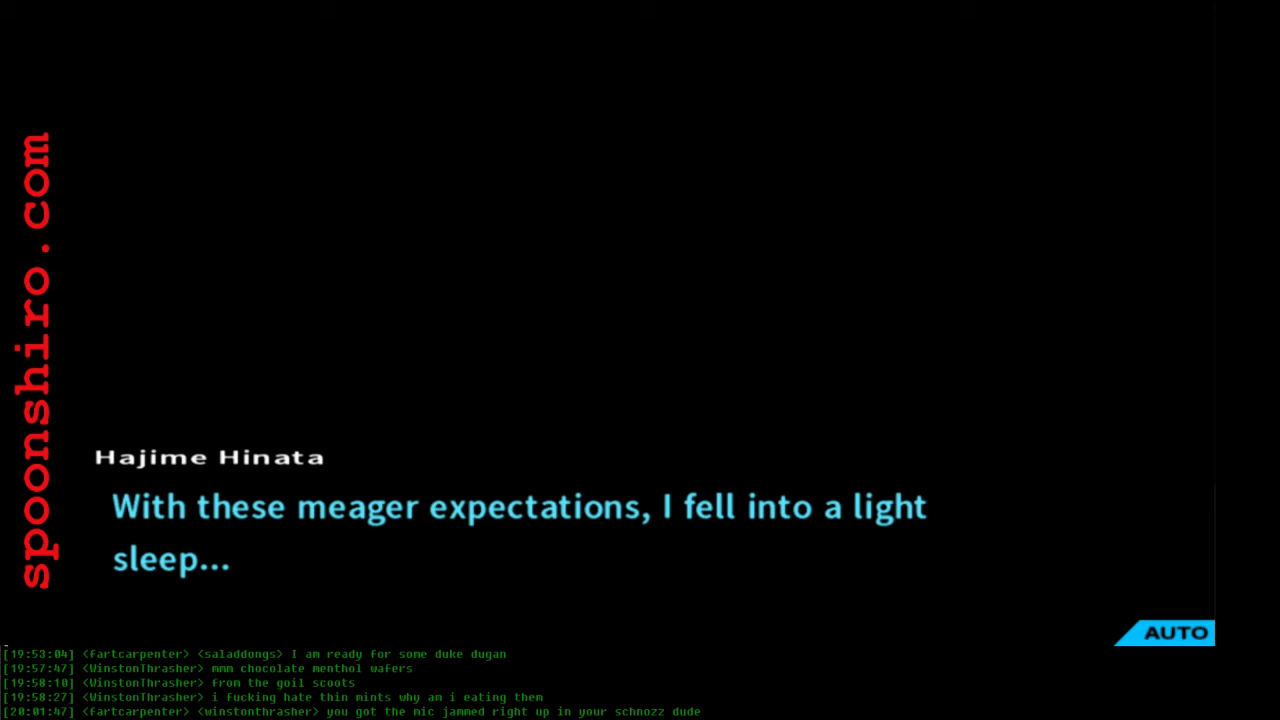 spoonshiro.com
Hajime Hinata
With these meager expectations, I fell into a light
sleep...
AUTO
[19:53:04] <fartcarpenter> <saladdongs> I am ready for some duke dugan
[19:57:47] <WinstonThrasher> mmm chocolate menthol wafers
[19:58:10] <WinstonThrasher> from the goil scoots
[19:58:27] <WinstonThrasher> i fucking hate thin mints why am i eating them
[20:01:47] <fartcarpenter> <winstonthrasher> you got the mic jammed right up in your schnozz dude